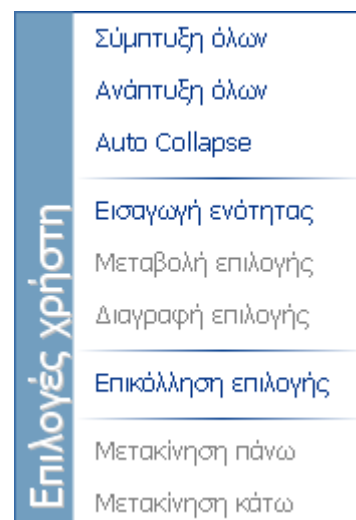 Επιλογές χρήστη
Σύμπτυξη όλων
Ανάπτυξη όλων
Auto Collapse
Εισαγωγή ενότητας
Μεταβολή επιλογής
Διαγραφή επιλογής
Επικόλληση επιλογής
Μετακίνηση πάνω
Μετακίνηση κάτω